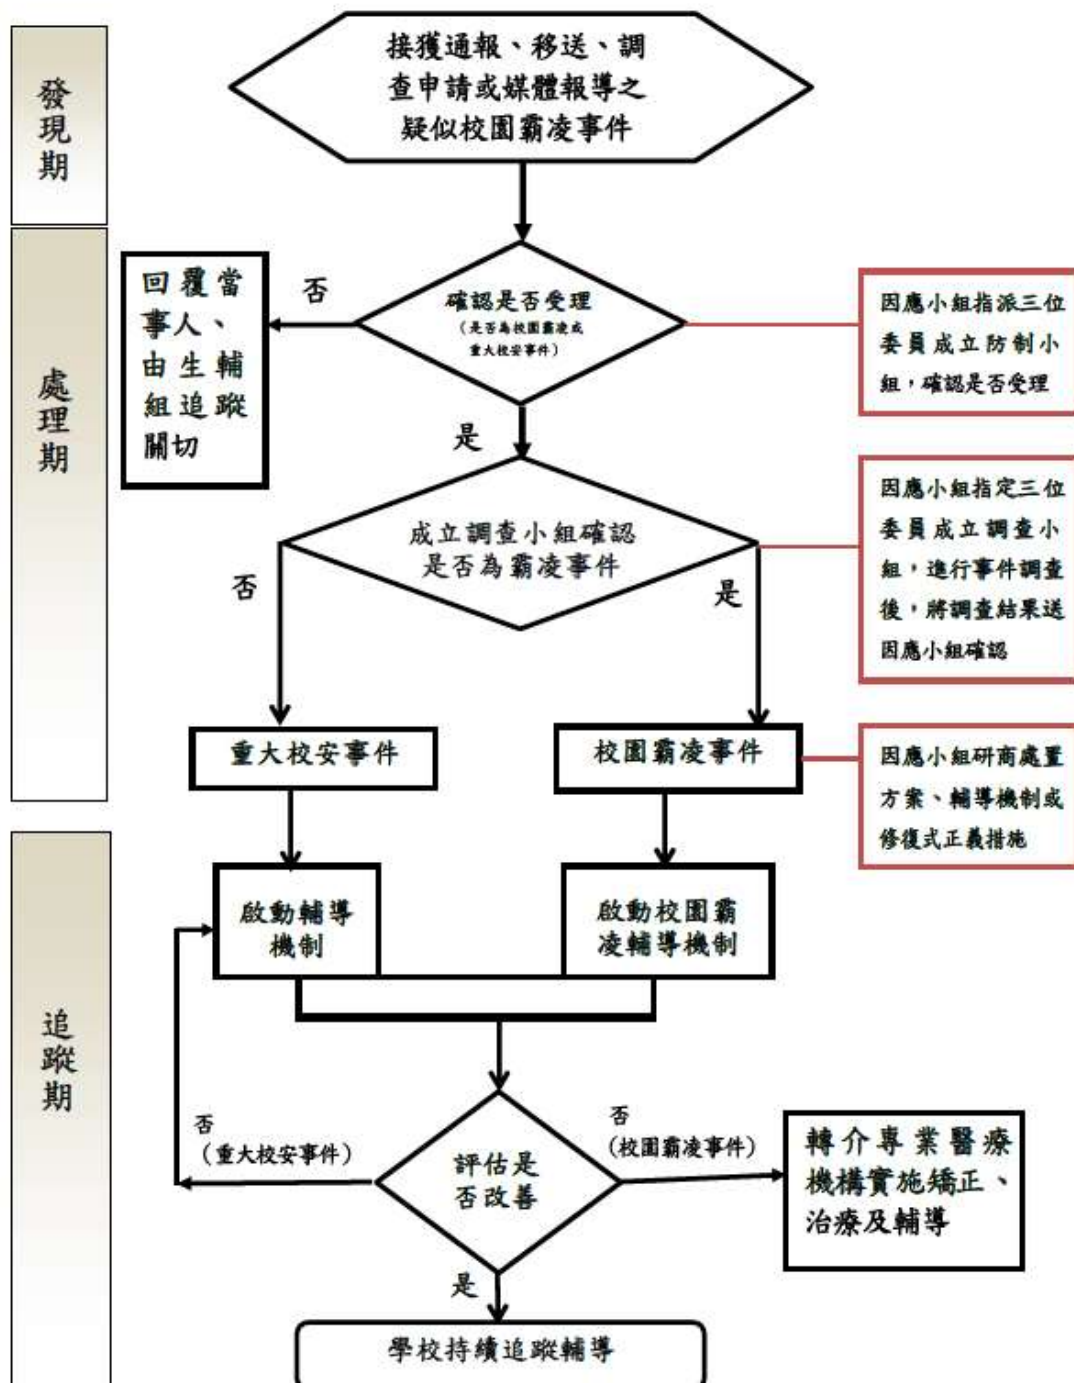 發現期
接獲通報、移送、調
查申請或媒體報導之
疑似校園霸凌事件
處理期
回覆當
事人、
由生輔
組追蹤
關切
否
確認是否受理
（是否為校園霸凌或
重大校安事件）
因應小組指派三位
委員成立防制小
組，確認是否受理
是
成立調查小組確認
是否為霸凌事件
否
是
因應小組指定三位
委員成立調查小
組，進行事件調查
後，將調查結果送
因應小組確認
重大校安事件
校園霸凌事件
因應小組研商處置
方案、輔導機制或
修復式正義措施
追蹤期
啟動輔導
機制
啟動校園霸
凌輔導機制
否
（重大校安事件）
評估是
否改善
否
（校園霸凌事件）
轉介專業醫療
機構實施矯正、
治療及輔導
是
學校持續追蹤輔導